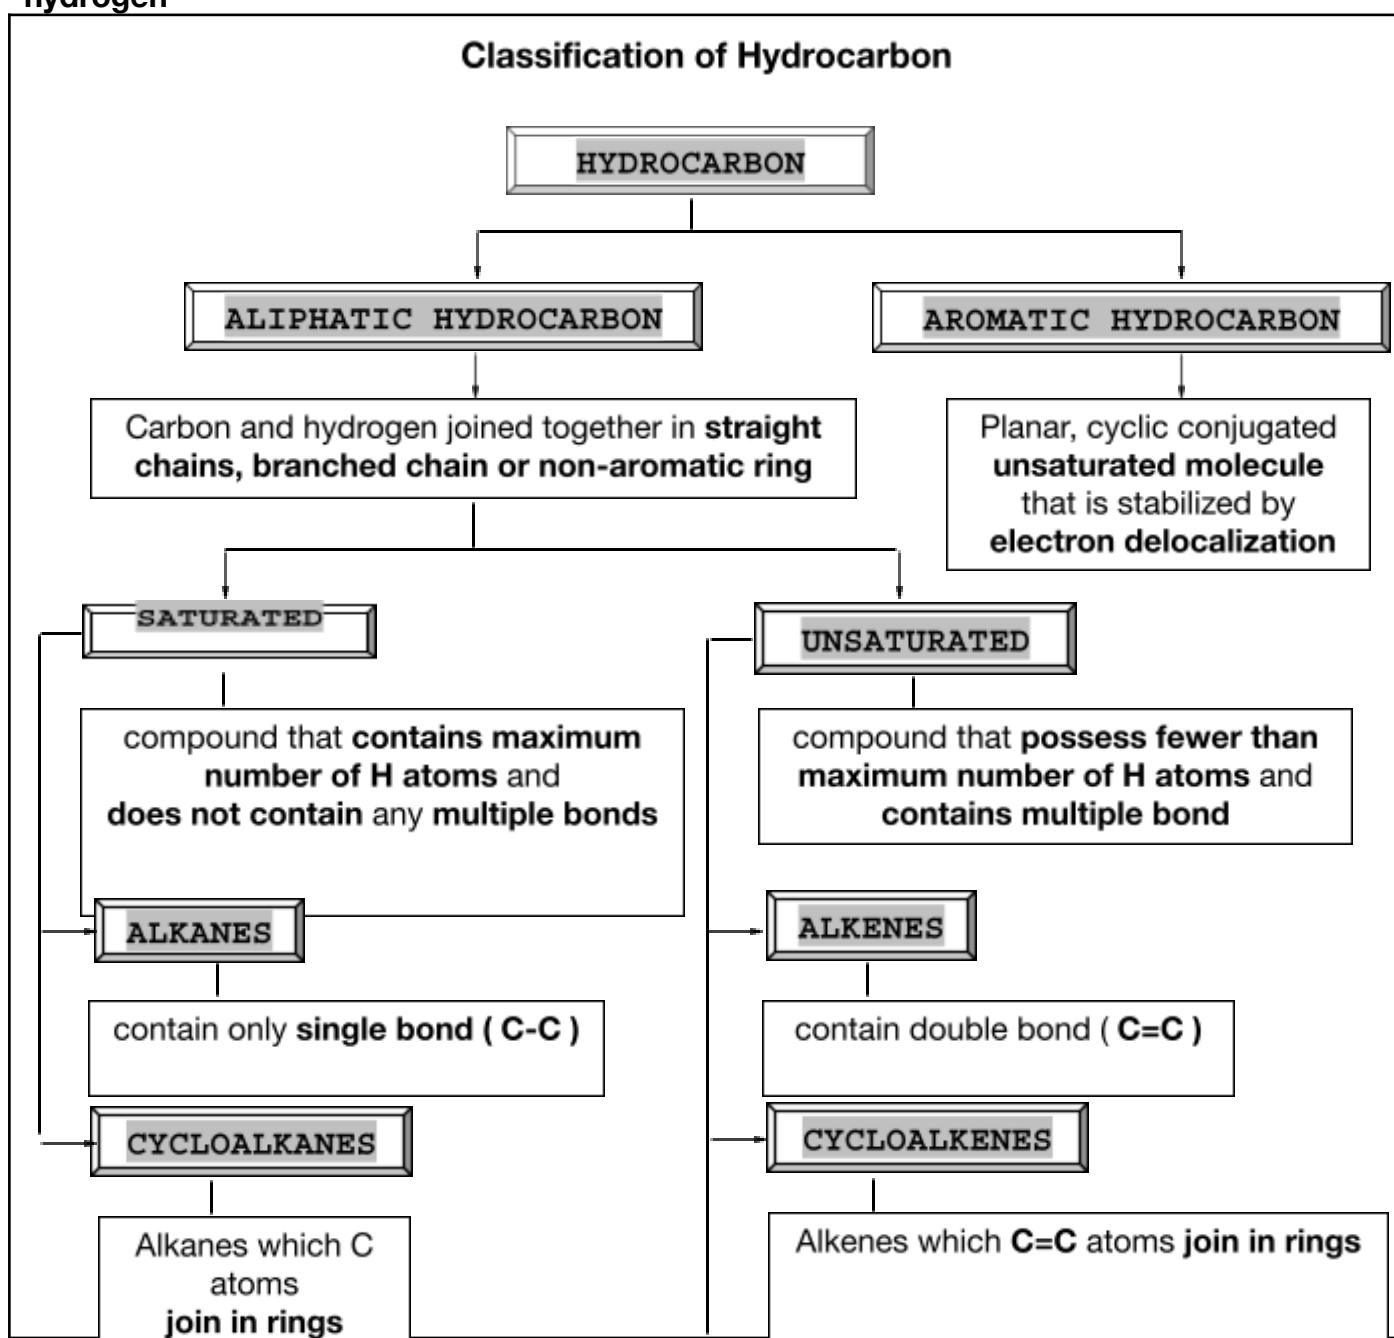 hydrogen
Classification of Hydrocarbon
HYDROCARBON
ALIPHATIC HYDROCARBON
AROMATIC HYDROCARBON
Carbon and hydrogen joined together in straight
chains, branched chain or non-aromatic ring
Planar, cyclic conjugated
unsaturated molecule
that is stabilized by
electron delocalization
SATURATED
UNSATURATED
compound that contains maximum
number of H atoms and
does not contain any multiple bonds
compound that possess fewer than
maximum number of H atoms and
contains multiple bond
ALKANES
ALKENES
contain only single bond ( C-C )
contain double bond ( C=C )
CYCLOALKANES
CYCLOALKENES
Alkanes which C
atoms
join in rings
Alkenes which C=C atoms join in rings